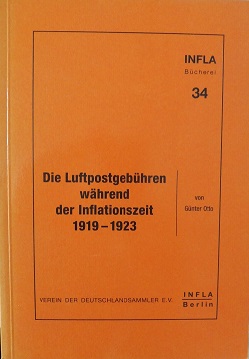 INFLA
Bücherei
34
Die Luftpostgebühren
während
der Inflationszeit
1919 – 1923
von
Günter Otto
VEREIN DER DEUTSCHLANDSAMMLER E.V.
INFLA
Berlin